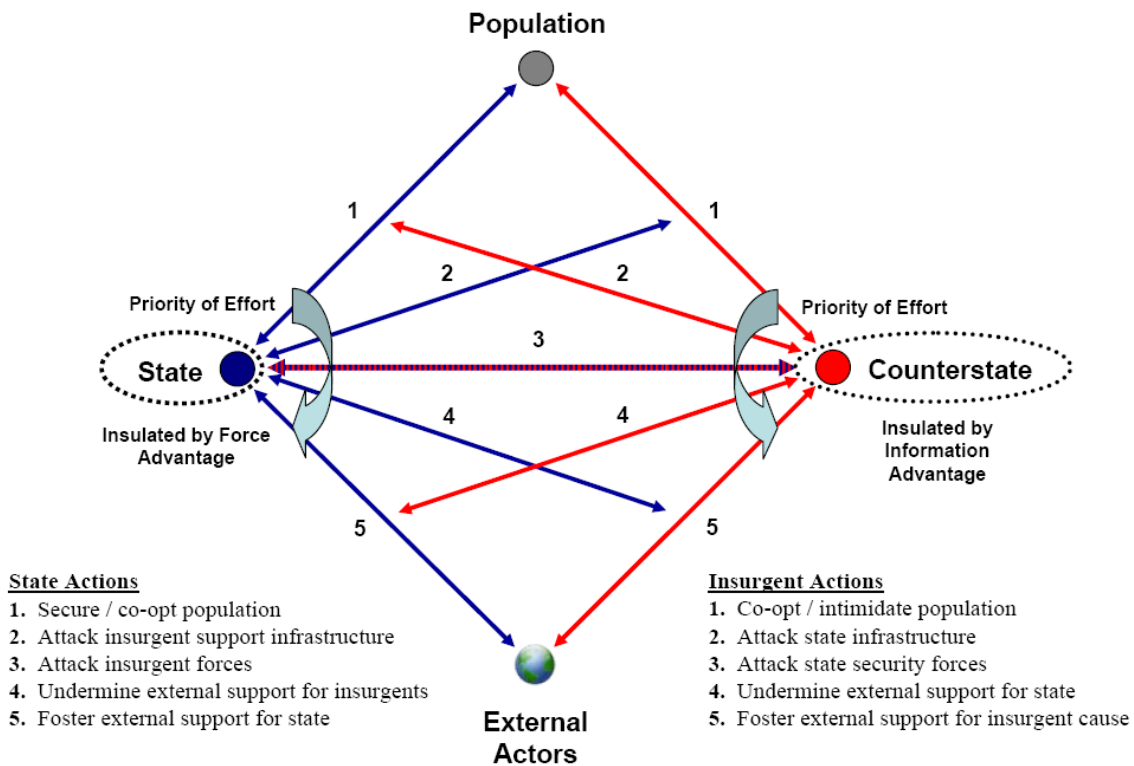 Population
1
1
2
2
Priority of Effort
Priority of Effort
3
State
Counterstate
Insulated by Force
Advantage
4
4
Insulated by
Information
Advantage
5
5
State Actions
1. Secure / co-opt population
2. Attack insurgent support infrastructure
3. Attack insurgent forces
4. Undermine external support for insurgents
5. Foster external support for state
Insurgent Actions
1. Co-opt / intimidate population
2. Attack state infrastructure
3. Attack state security forces
4. Undermine external support for state
5. Foster external support for insurgent cause
External
Actors